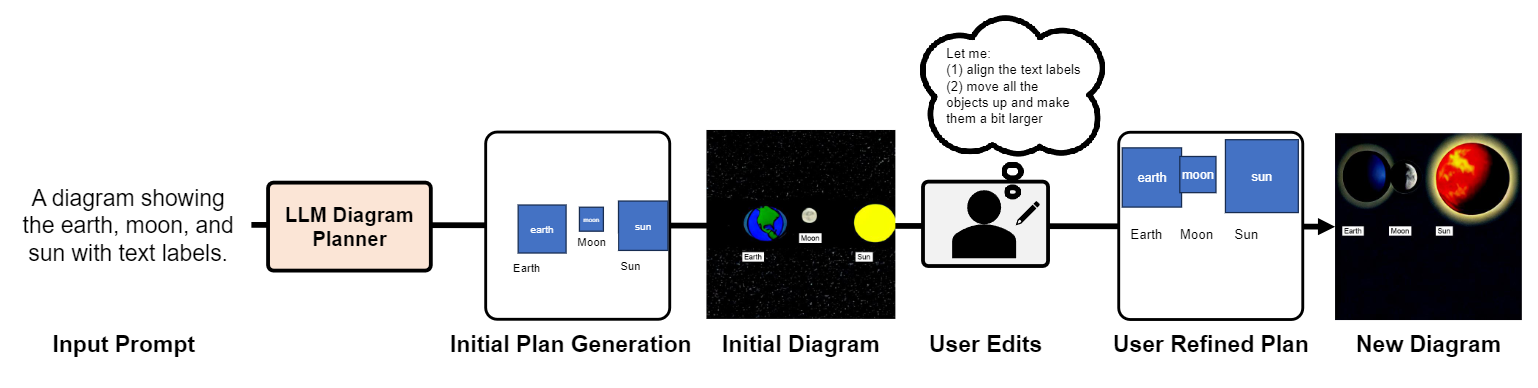 Let me:
(1) align the text labels
(2) move all the
objects up and make
them a bit larger
A diagram showing
the earth, moon, and
sun with text labels.
LLM Diagram
Planner
earth
moon
sun
Moon
Earth
Sun
Moon
Earth
Sun
earth
moon
sun
Earth
Moon
Sun
Earth
Moon
Sun
Input Prompt
Initial Plan Generation
Initial Diagram
User Edits
User Refined Plan
New Diagram